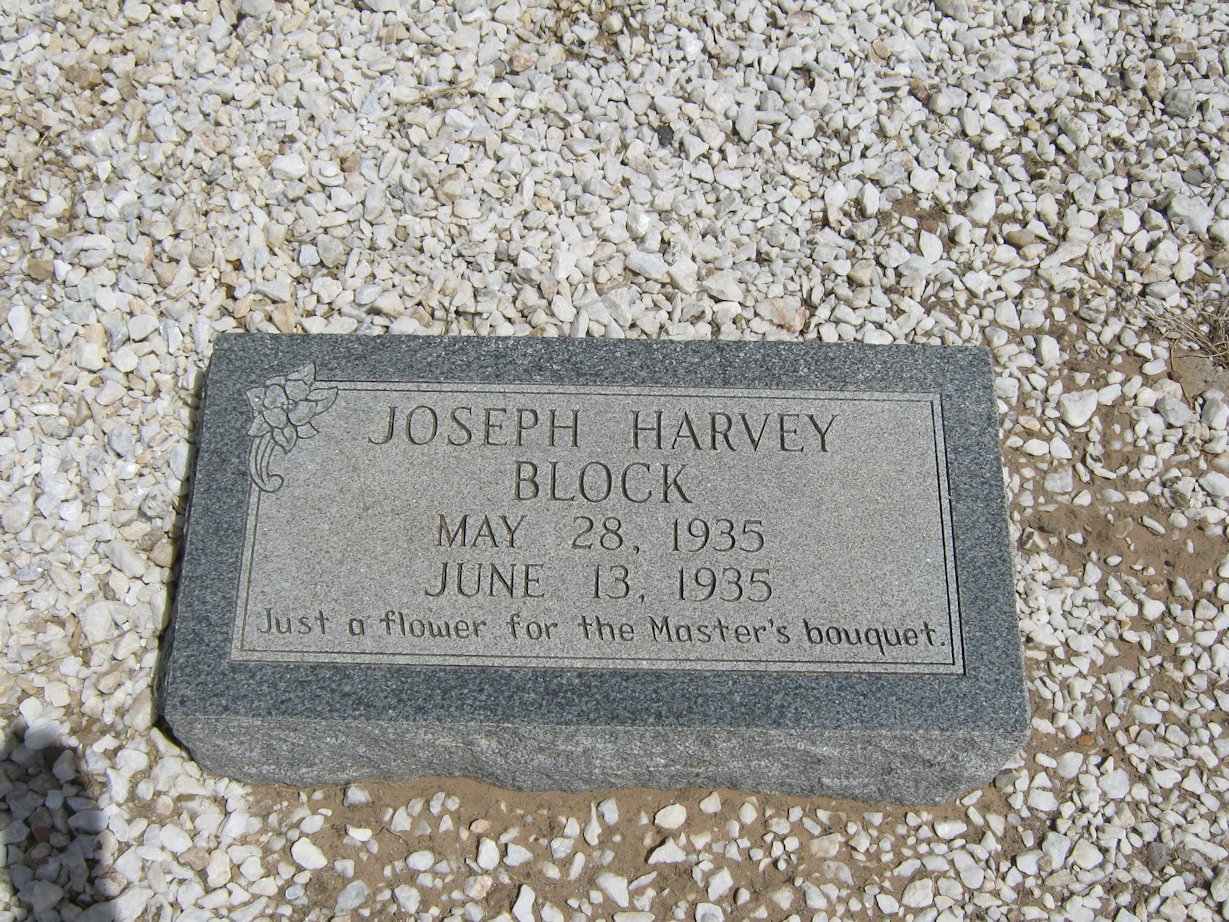 JOSEPH HARVEY
BLOCK
MAY 28, 1935
JUNE 13, 1935
Just a flower for the Master's bouquet.